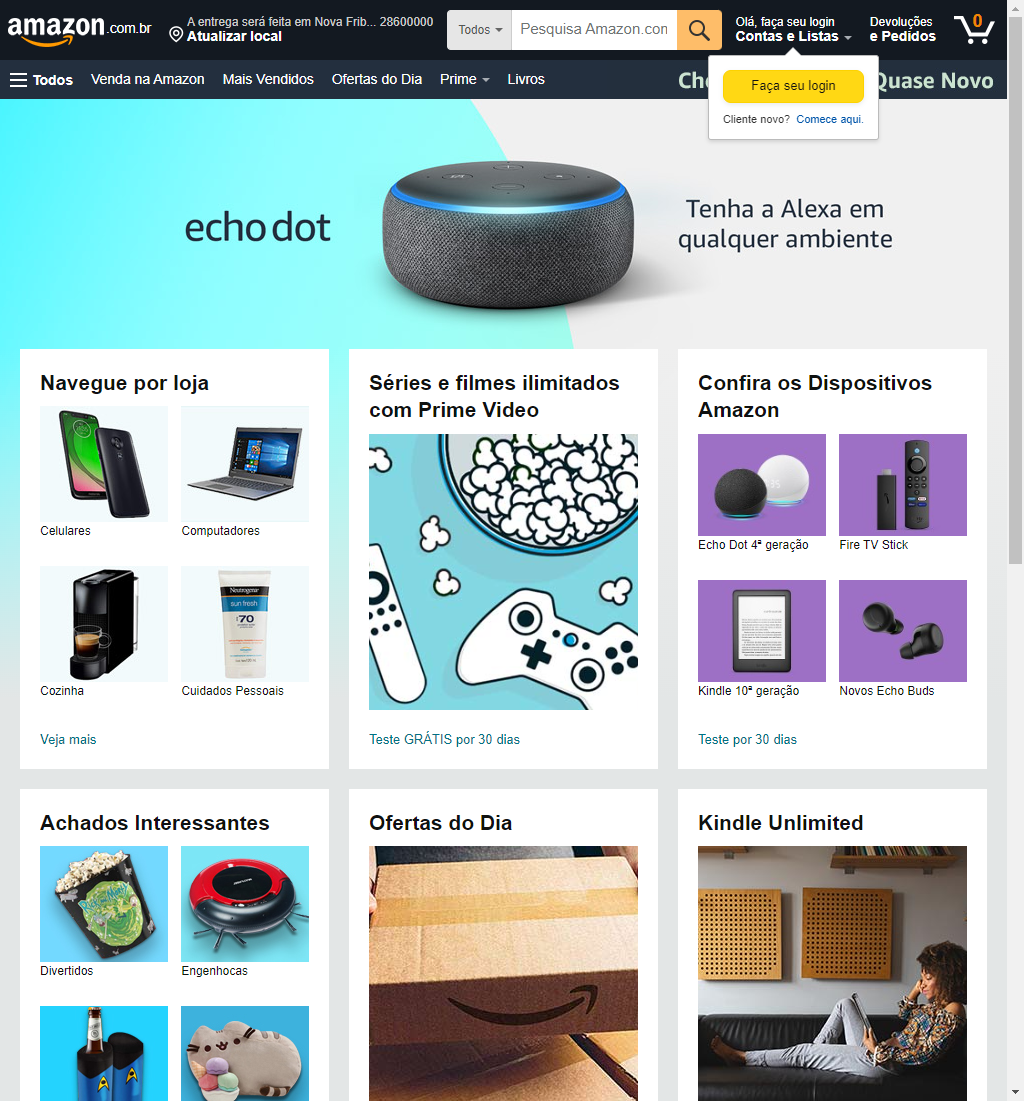 amazon.com.br
A entrega será feita em Nova Frib... 28600000
Atualizar local
Todos
Pesquisa Amazon.con
Olá, faça seu login
Contas e Listas
Devoluções
e Pedidos
0
Todos
Venda na Amazon
Mais Vendidos
Ofertas do Dia
Prime
Livros
Quase Novo
Faça seu login
Cliente novo? Comece aqui.
echo dot
Tenha a Alexa em
qualquer ambiente
Navegue por loja
Celulares
Computadores
Neutrogena
sun fresh
70
Cozinha
Cuidados Pessoais
Veja mais
Séries e filmes ilimitados
com Prime Video
Teste GRÁTIS por 30 dias
Confira os Dispositivos
Amazon
Echo Dot 4ª geração
Fire TV Stick
Kindle 10ª geração
Novos Echo Buds
Teste por 30 dias
Achados Interessantes
Divertidos
Engenhocas
Ofertas do Dia
Kindle Unlimited